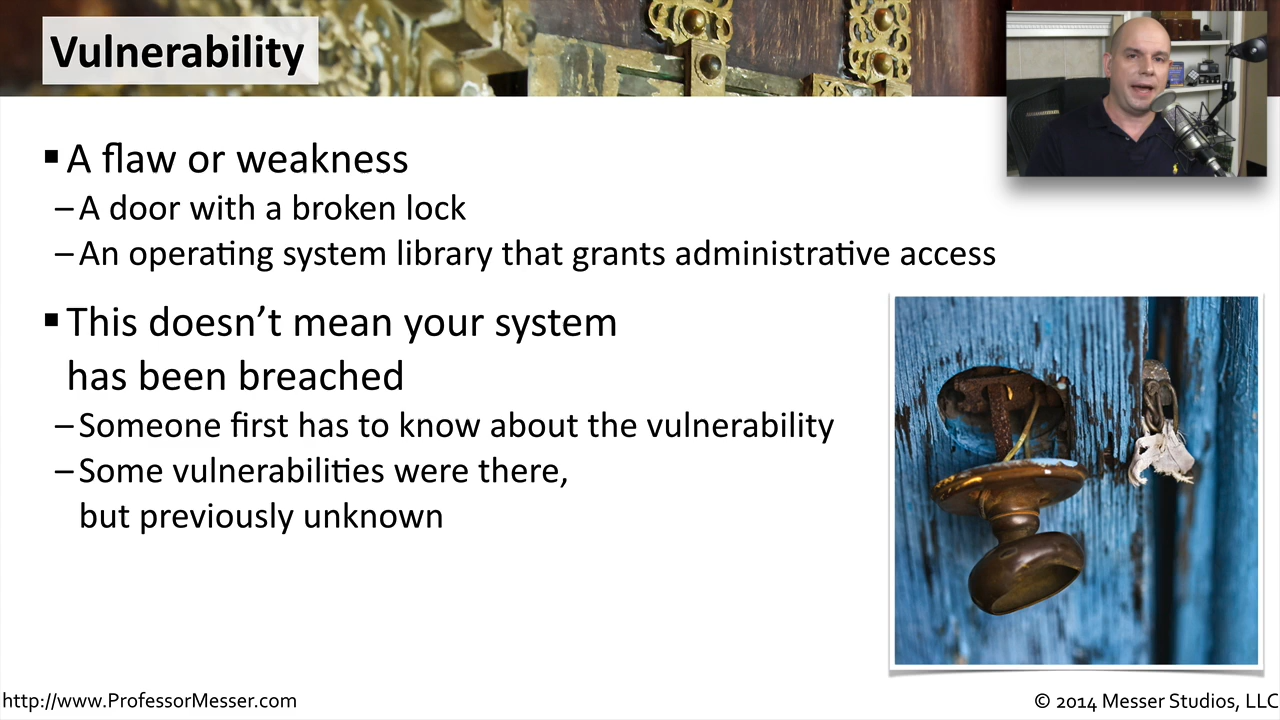 Vulnerability
▪ A flaw or weakness
– A door with a broken lock
– An operating system library that grants administrative access
▪ This doesn’t mean your system
has been breached
– Someone first has to know about the vulnerability
– Some vulnerabilities were there,
but previously unknown
http://www.ProfessorMesser.com
© 2014 Messer Studios, LLC